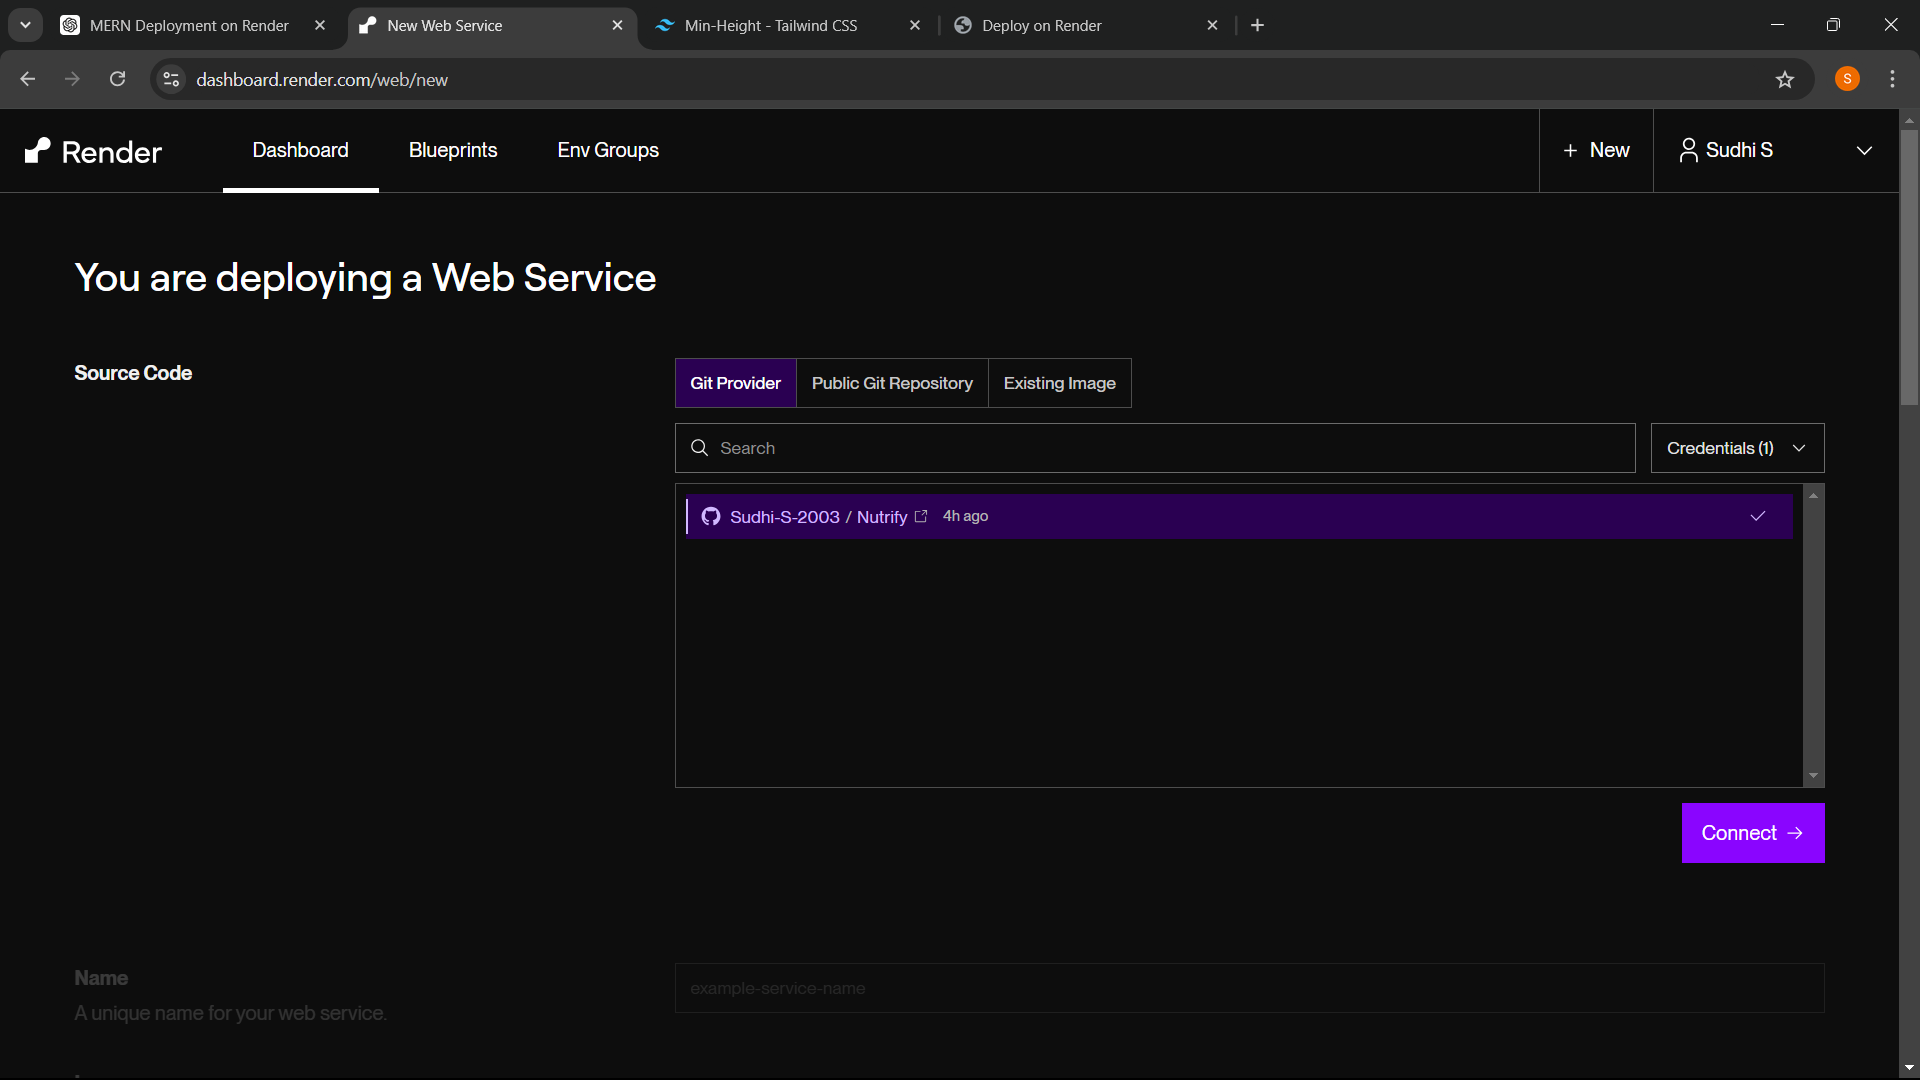 MERN Deployment on Render
New Web Service
Min-Height - Tailwind CSS
Deploy on Render
dashboard.render.com/web/new
S
Render
Dashboard
Blueprints
Env Groups
+ New
Sudhi S
You are deploying a Web Service
Source Code
Git Provider
Public Git Repository
Existing Image
Search
Credentials (1)
Sudhi-S-2003 / Nutrify
4h ago
Connect →
Name
example-service-name
A unique name for your web service.